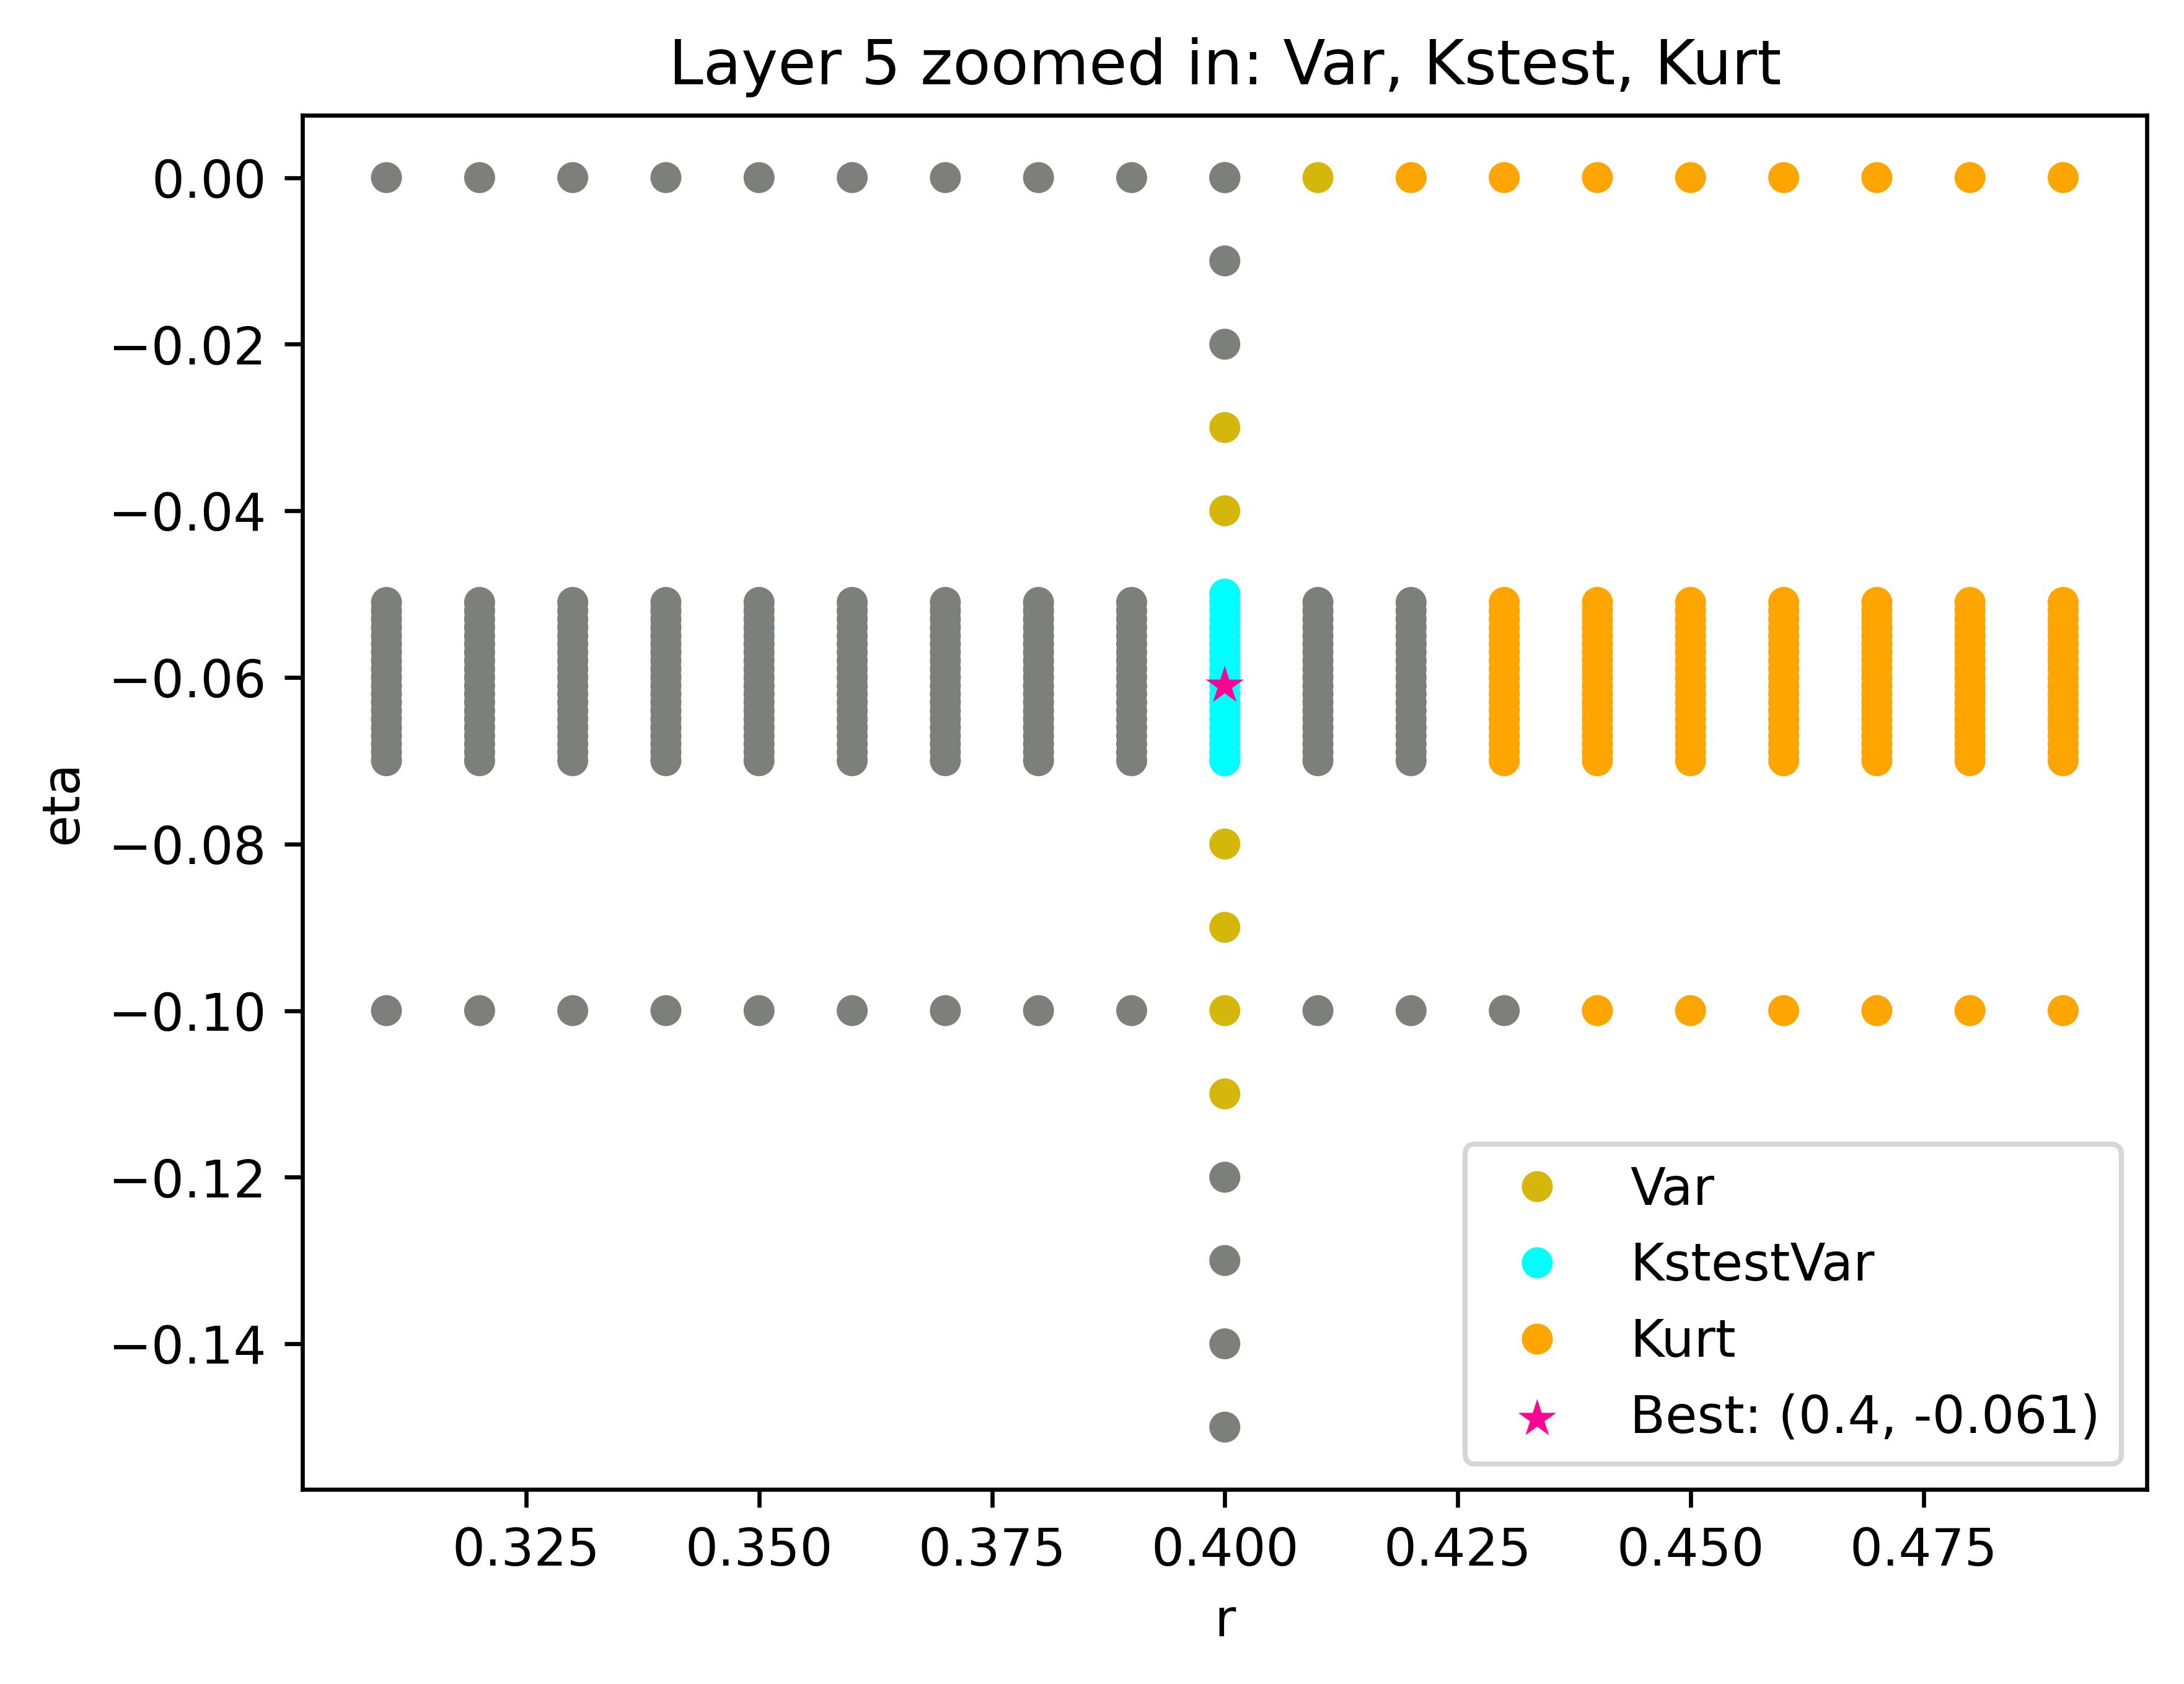 Layer 5 zoomed in: Var, Kstest, Kurt
0.00
−0.02
−0.04
−0.06
−0.08
−0.10
−0.12
−0.14
eta
Var
KstestVar
Kurt
Best: (0.4, -0.061)
0.325 0.350 0.375 0.400 0.425 0.450 0.475
r